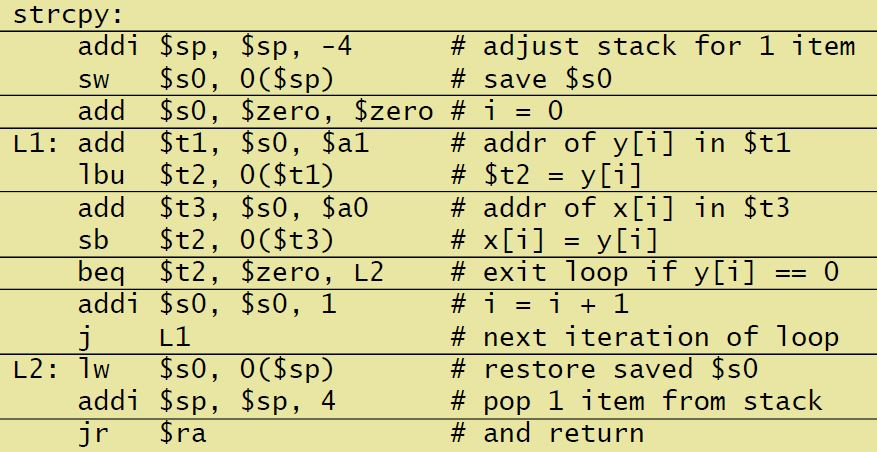 strcpy:
addi $sp, $sp, -4 # adjust stack for 1 item
sw $s0, 0($sp) # save $s0
add $s0, $zero, $zero # i = 0
L1: add $t1, $s0, $a1 # addr of y[i] in $t1
lbu $t2, 0($t1) # $t2 = y[i]
add $t3, $s0, $a0 # addr of x[i] in $t3
sb $t2, 0($t3) # x[i] = y[i]
beq $t2, $zero, L2 # exit loop if y[i] == 0
addi $s0, $s0, 1 # i = i + 1
j L1 # next iteration of loop
L2: lw $s0, 0($sp) # restore saved $s0
addi $sp, $sp, 4 # pop 1 item from stack
jr $ra # and return